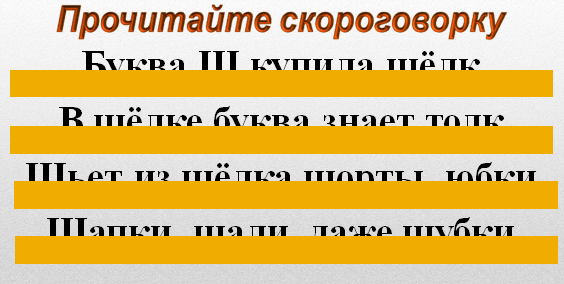 Прочитайте скороговорку
Буква Ш купила шёлк
В шёлке буква знает толк
Шьет из шёлка шорты, юбки
Шапки, шали, даже шубки